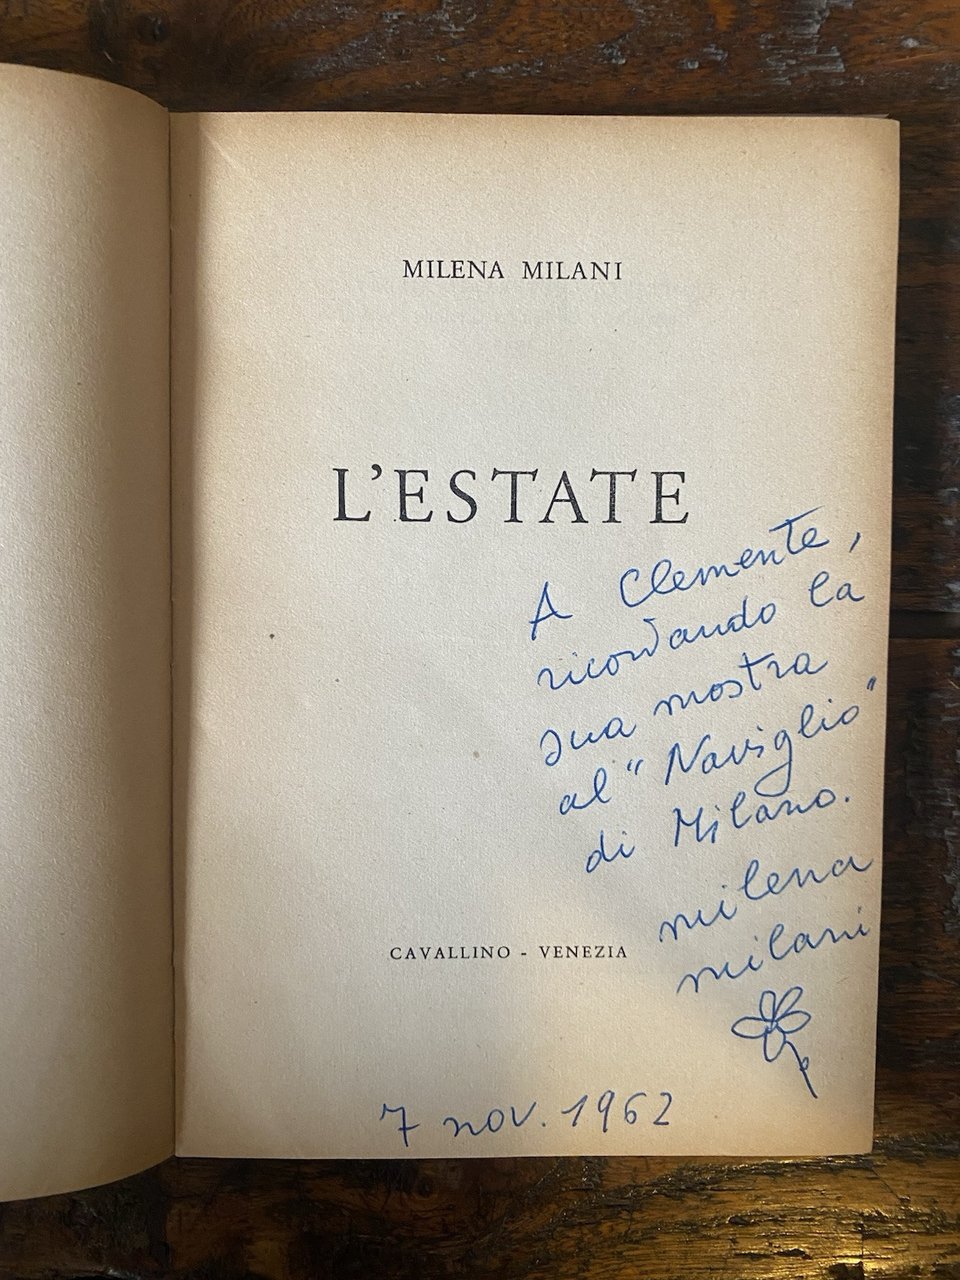 MILENA MILANI
L'ESTATE
A Clemente,
ricordando la
sua mostra
al "Naviglio"
di Milano.
milena
milani
CAVALLINO - VENEZIA
7 nov. 1962